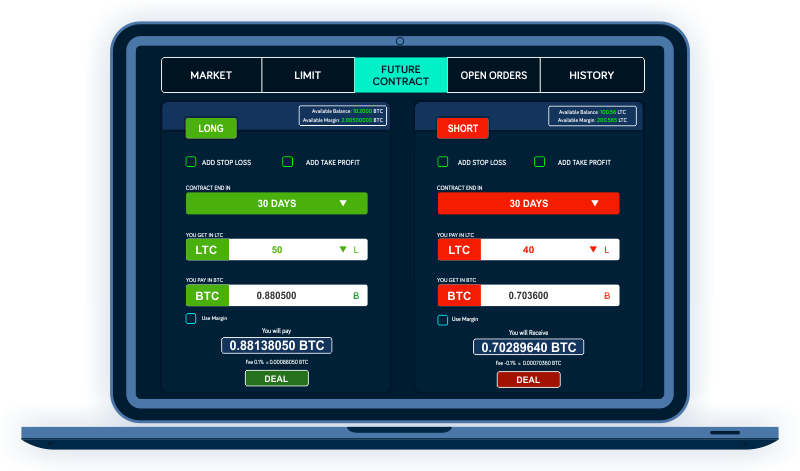 MARKET
LIMIT
FUTURE
CONTRACT
OPEN ORDERS
HISTORY
Available Balance: 10.2000 BTC
Available Margin: 2.00500000 BTC
LONG
ADD STOP LOSS
ADD TAKE PROFIT
CONTRACT END IN
30 DAYS
YOU GET IN LTC
LTC
50
L
YOU PAY IN BTC
BTC
0.880500
B
Use Margin
You will pay
0.88138050 BTC
Fee 0.1% = 0.00088050 BTC
DEAL
Available Balance: 100.56 LTC
Available Margin: 200.565 LTC
SHORT
ADD STOP LOSS
ADD TAKE PROFIT
CONTRACT END IN
30 DAYS
YOU PAY IN LTC
LTC
40
L
YOU GET IN BTC
BTC
0.703600
B
Use Margin
You will Receive
0.70289640 BTC
Fee -0.1% = 0.00070360 BTC
DEAL